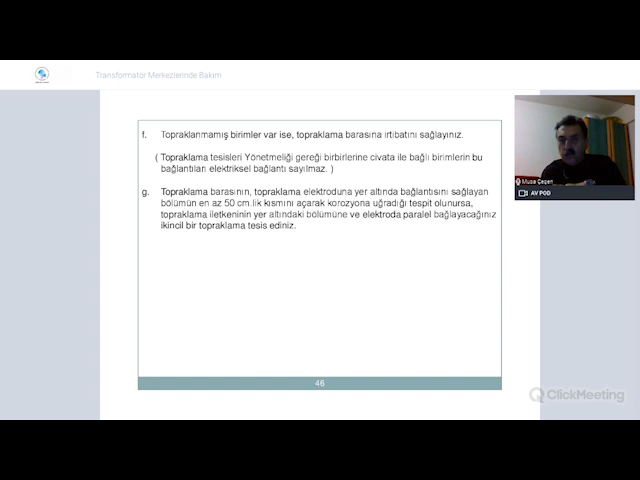 Transformatör Merkezlerinde Bakım
f. Topraklanmamış birimler var ise, topraklama barasına irtibatını sağlayınız.
( Topraklama tesisleri Yönetmeliği gereği birbirlerine civata ile bağlı birimlerin bu
bağlantıları elektriksel bağlantı sayılmaz. )
g. Topraklama barasının, topraklama elektroduna yer altında bağlantısını sağlayan
bölümün en az 50 cm.lik kısmını açarak korozyona uğradığı tespit olunursa,
topraklama iletkeninin yer altındaki bölümüne ve elektroda paralel bağlayacağınız
ikincil bir topraklama tesis ediniz.
46
Musa Çeçen
AV POD
ClickMeeting